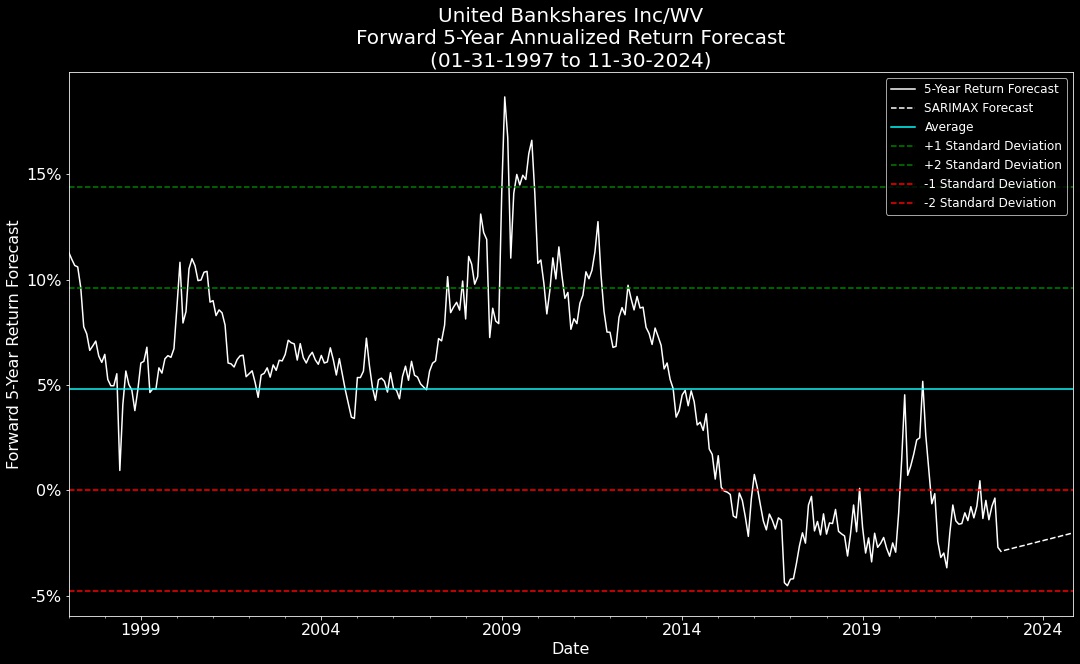 United Bankshares Inc/WV
Forward 5-Year Annualized Return Forecast
(01-31-1997 to 11-30-2024)
5-Year Return Forecast
SARIMAX Forecast
Average
+1 Standard Deviation
+2 Standard Deviation
-1 Standard Deviation
-2 Standard Deviation
Forward 5-Year Return Forecast
15%
10%
5%
0%
-5%
1999
2004
2009
2014
2019
2024
Date